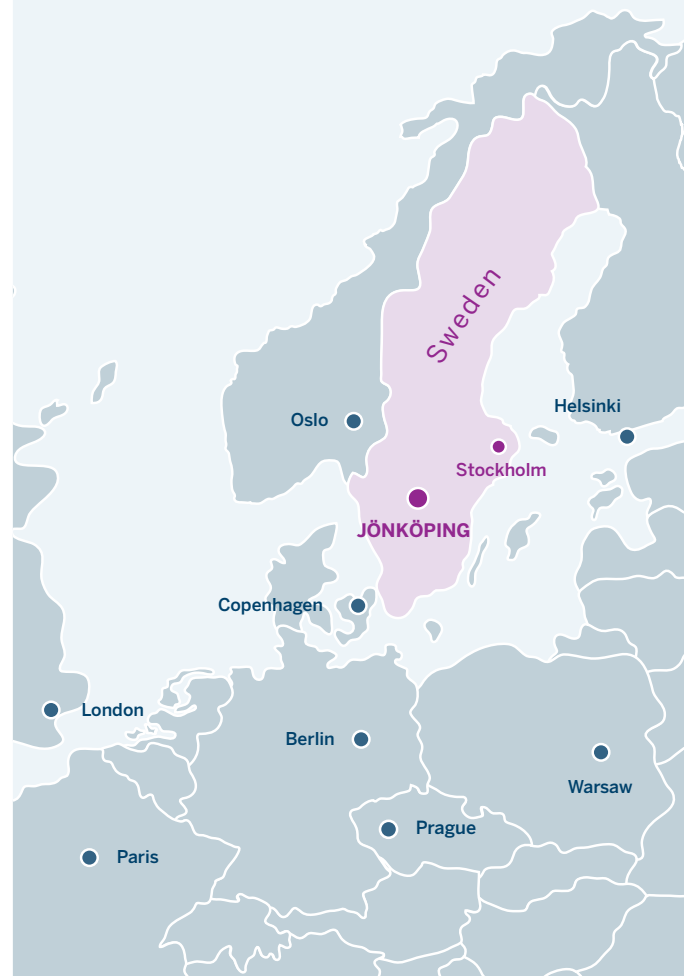 Sweden
Oslo
Helsinki
Stockholm
JÖNKÖPING
Copenhagen
London
Berlin
Warsaw
Prague
Paris